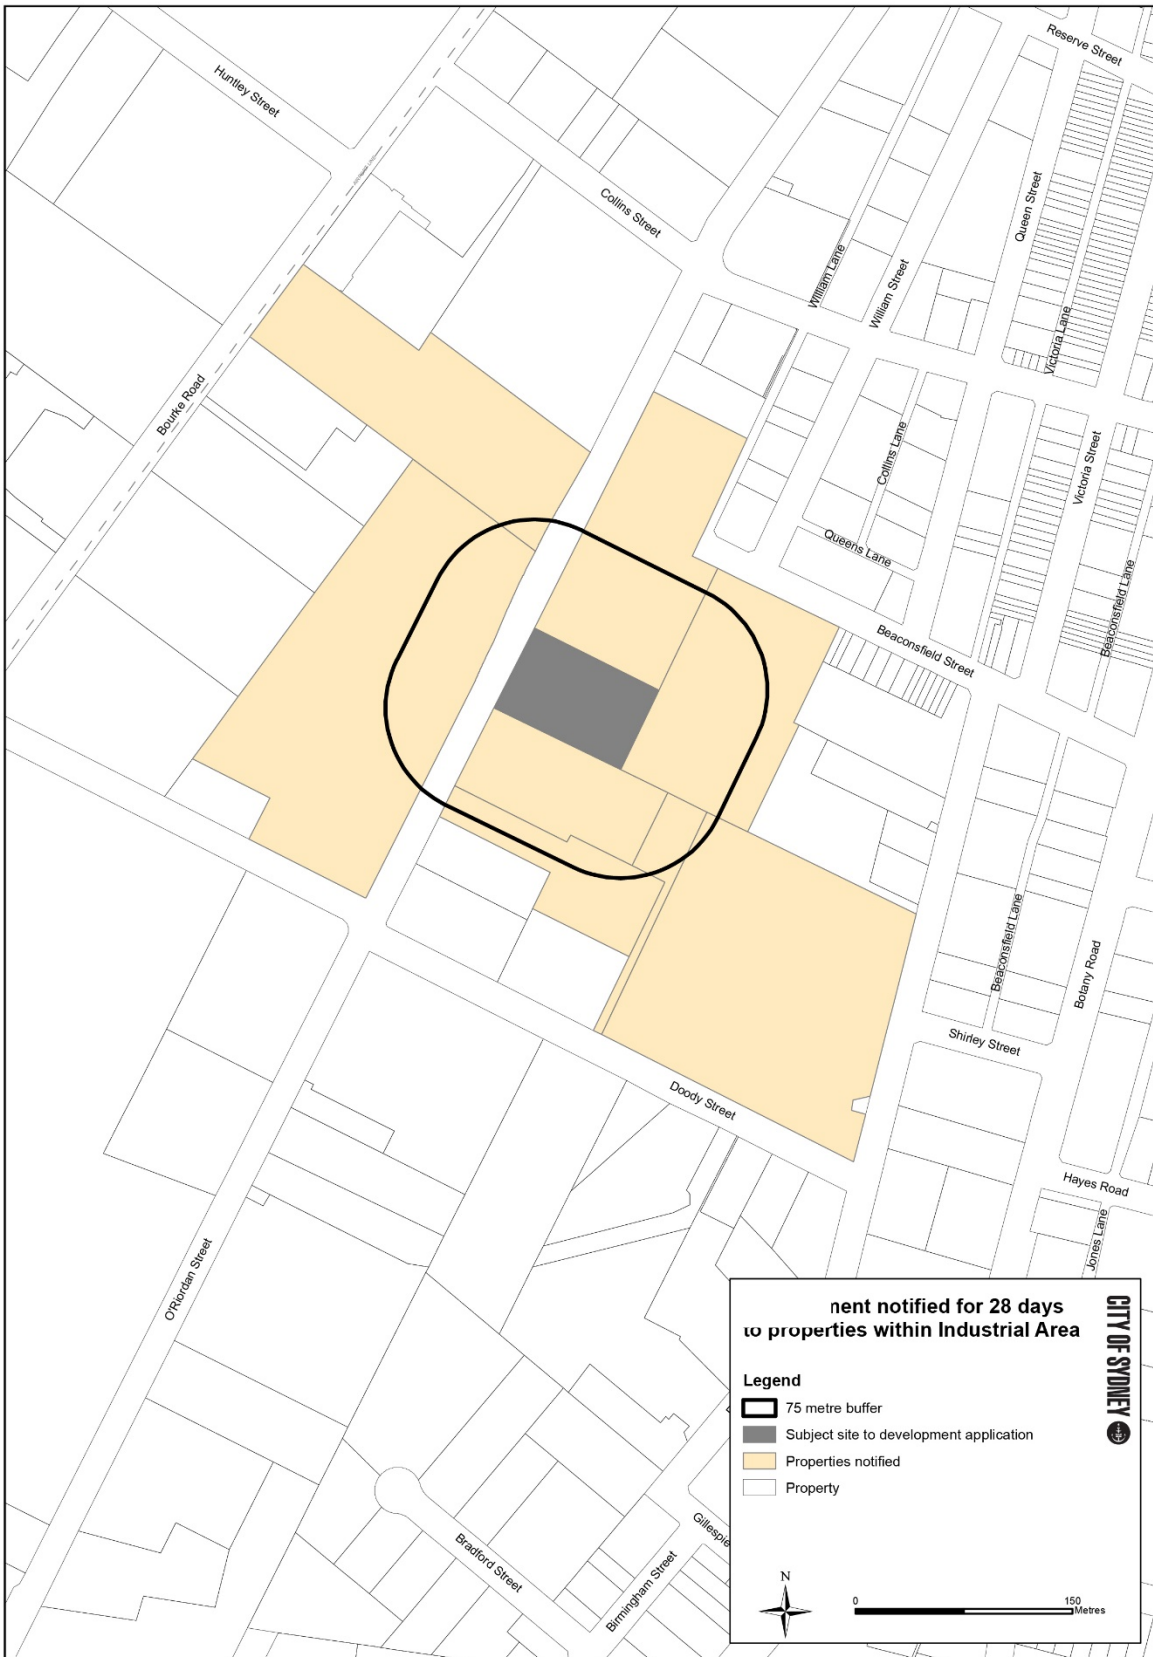 Reserve Street
Huntley Street
Collins Street
Queen Street
William Lane
William Street
Victoria Lane
Bourke Road
Collins Lane
Victoria Street
Queens Lane
Beaconsfield Lane
Beaconsfield Street
Beaconsfield Lane
Botany Road
Shirley Street
Doody Street
Hayes Road
Jones Lane
O'Riordan Street
Bradford Street
Birmingham Street
nent notified for 28 days
to properties within Industrial Area
CITY OF SYDNEY
Legend
75 metre buffer
Subject site to development application
Properties notified
Property
N
0 150
Metres